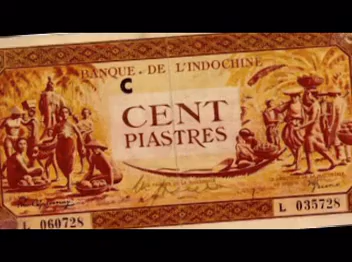 BANQUE DE L'INDOCHINE
C
CENT
PIASTRES
L 035728
L 060728